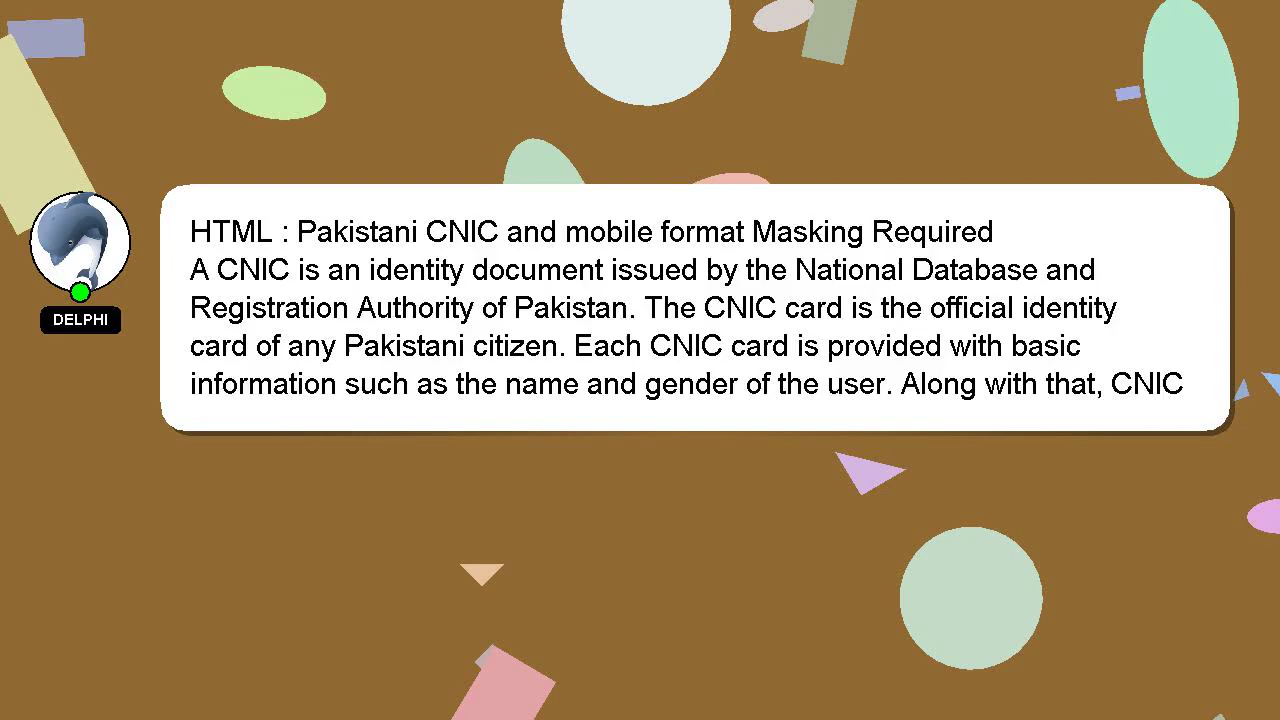 HTML : Pakistani CNIC and mobile format Masking Required
A CNIC is an identity document issued by the National Database and
Registration Authority of Pakistan. The CNIC card is the official identity
card of any Pakistani citizen. Each CNIC card is provided with basic
information such as the name and gender of the user. Along with that, CNIC
DELPHI